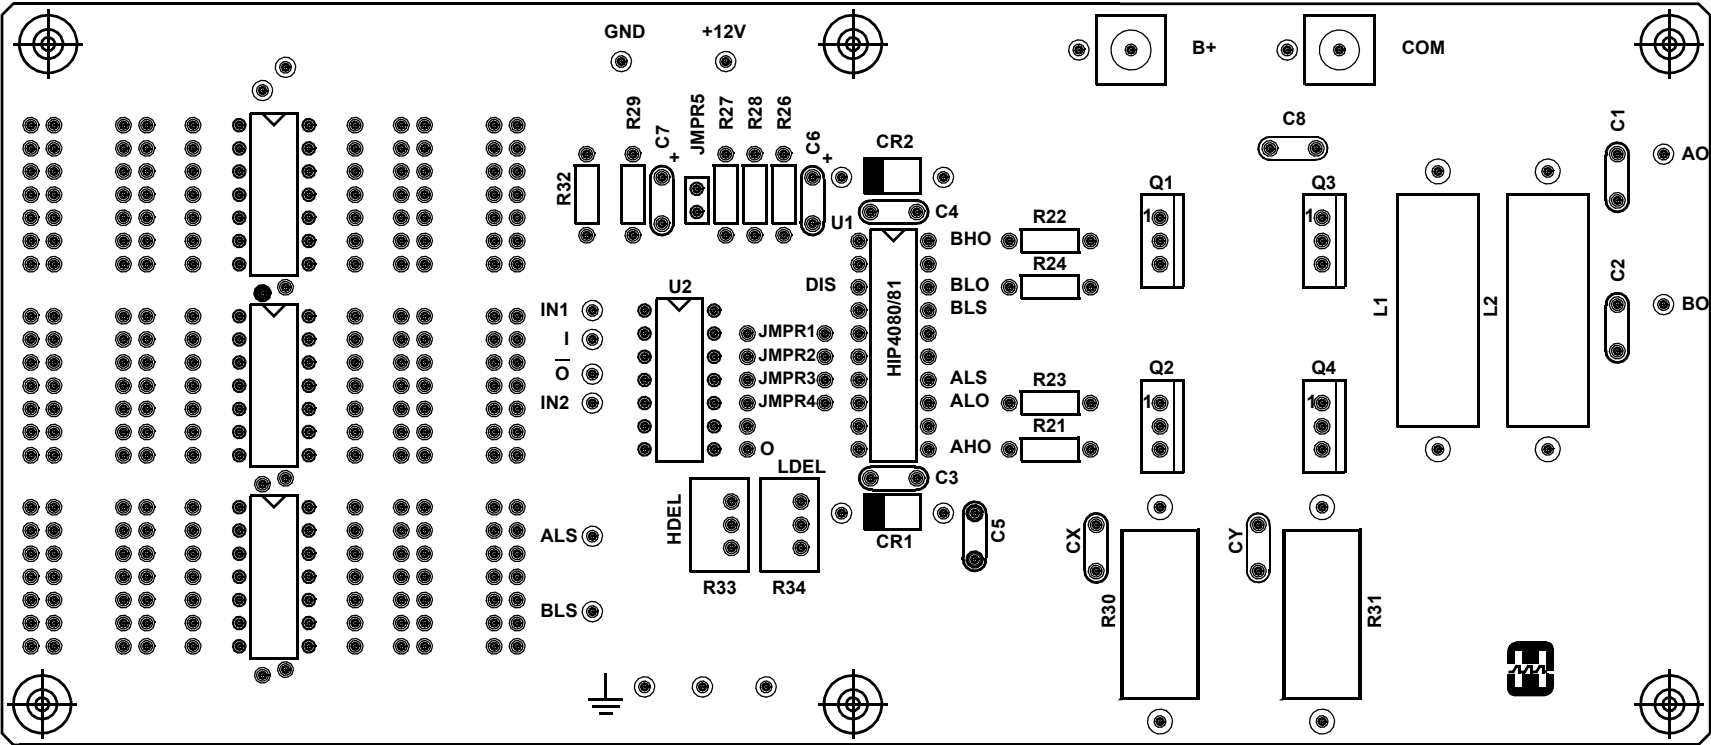 GND
+12V
B+
COM
R29
C7
+
JMPR5
R27
R28
R26
C6
+
CR2
C8
C1
AO
R32
U1
C4
Q1
1
Q3
1
BHO
R22
R24
DIS
BLO
BLS
U2
HIP4080/81
L1
L2
C2
BO
IN1
I
O
IN2
JMPR1
JMPR2
JMPR3
JMPR4
O
ALS
ALO
AHO
R23
R21
Q2
1
Q4
1
LDEL
HDEL
C3
CR1
C5
CX
CY
ALS
BLS
R33
R34
R30
R31